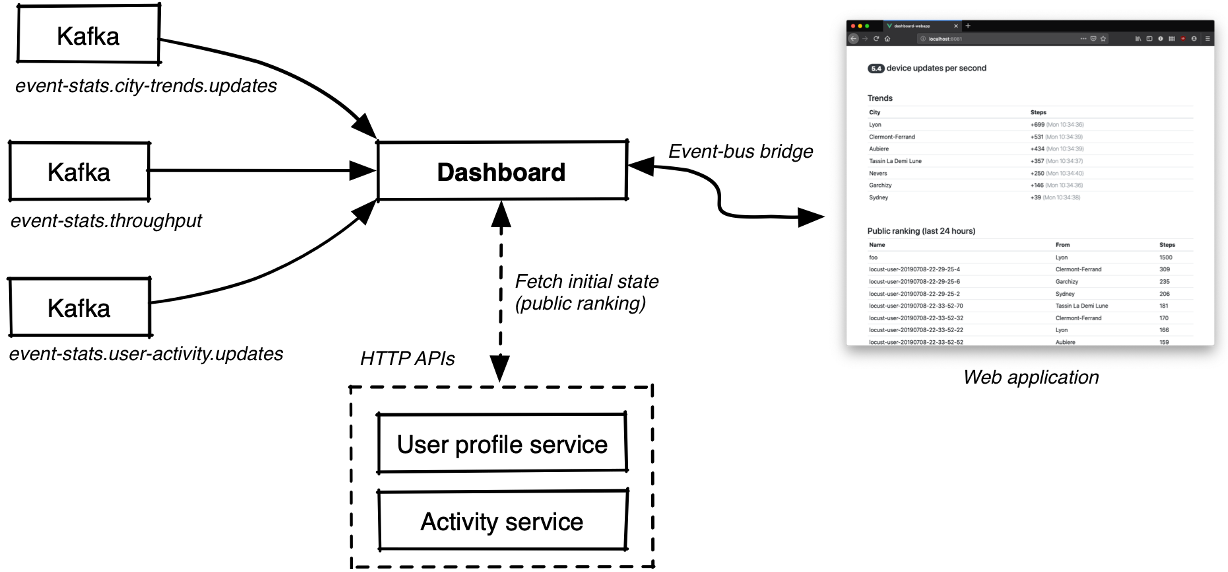 Kafka
event-stats.city-trends.updates
Kafka
event-stats.throughput
Kafka
event-stats.user-activity.updates
Dashboard
Event-bus bridge
Fetch initial state
(public ranking)
HTTP APIs
User profile service
Activity service
dashboard-webapp
localhost:8081
5.4 device updates per second
Trends
City Steps
Lyon +699 (Mon 10:34:36)
Clermont-Ferrand +531 (Mon 10:34:39)
Aubiere +434 (Mon 10:34:39)
Tassin La Demi Lune +357 (Mon 10:34:37)
Nevers +250 (Mon 10:34:40)
Garchizy +146 (Mon 10:34:36)
Sydney +39 (Mon 10:34:38)
Public ranking (last 24 hours)
Name From Steps
foo Lyon 1500
locust-user-20190708-22-29-25-4 Clermont-Ferrand 309
locust-user-20190708-22-29-25-6 Garchizy 235
locust-user-20190708-22-29-25-2 Sydney 206
locust-user-20190708-22-33-52-70 Tassin La Demi Lune 181
locust-user-20190708-22-33-52-32 Clermont-Ferrand 170
locust-user-20190708-22-33-52-22 Lyon 166
locust-user-20190708-22-33-52-52 Aubiere 159
Web application